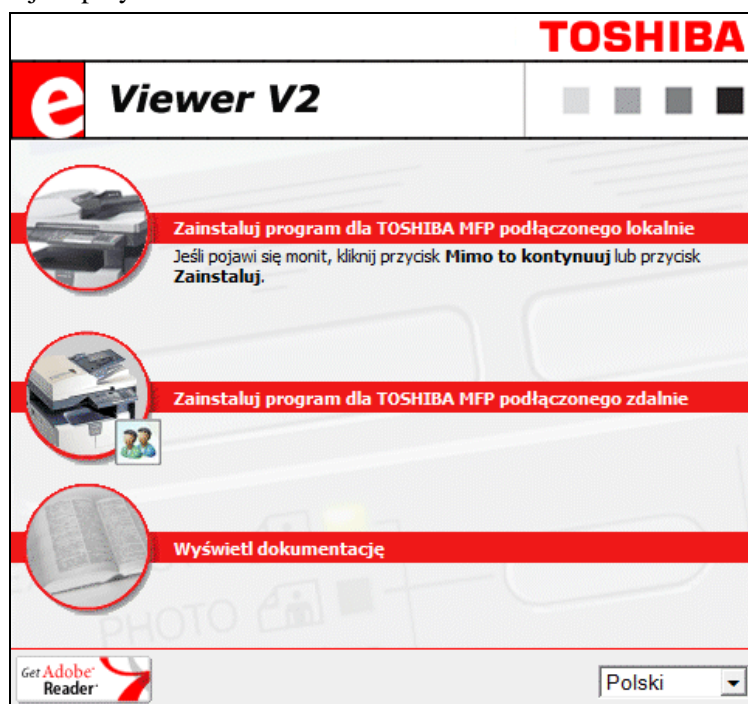 TOSHIBA
e Viewer V2
Zainstaluj program dla TOSHIBA MFP podłączonego lokalnie
Jeśli pojawi się monit, kliknij przycisk Mimo to kontynuuj lub przycisk
Zainstaluj.
Zainstaluj program dla TOSHIBA MFP podłączonego zdalnie
Wyświetl dokumentację
PHOTO
Get Adobe
Reader
Polski